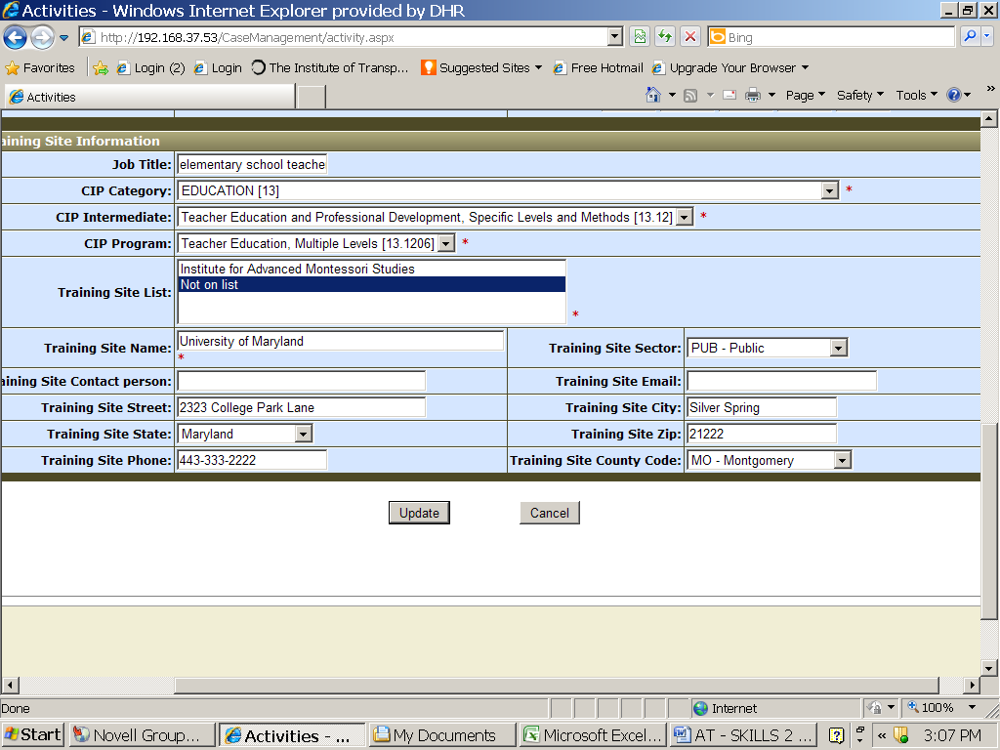 Activities - Windows Internet Explorer provided by DHR
http://192.168.37.53/CaseManagement/activity.aspx
Bing
Favorites Login (2) Login The Institute of Transp... Suggested Sites Free Hotmail Upgrade Your Browser
Activities Page Safety Tools
aining Site Information
Job Title: elementary school teache
CIP Category: EDUCATION [13] *
CIP Intermediate: Teacher Education and Professional Development, Specific Levels and Methods [13.12] *
CIP Program: Teacher Education, Multiple Levels [13.1206] *
Institute for Advanced Montessori Studies
Not on list
Training Site List: *
Training Site Name: University of Maryland * Training Site Sector: PUB - Public
aining Site Contact person: Training Site Email:
Training Site Street: 2323 College Park Lane Training Site City: Silver Spring
Training Site State: Maryland Training Site Zip: 21222
Training Site Phone: 443-333-2222 Training Site County Code: MO - Montgomery
Update Cancel
Done Internet 100%
Start Novell Group... Activities - ... My Documents Microsoft Excel... AT - SKILLS 2 ... « 3:07 PM